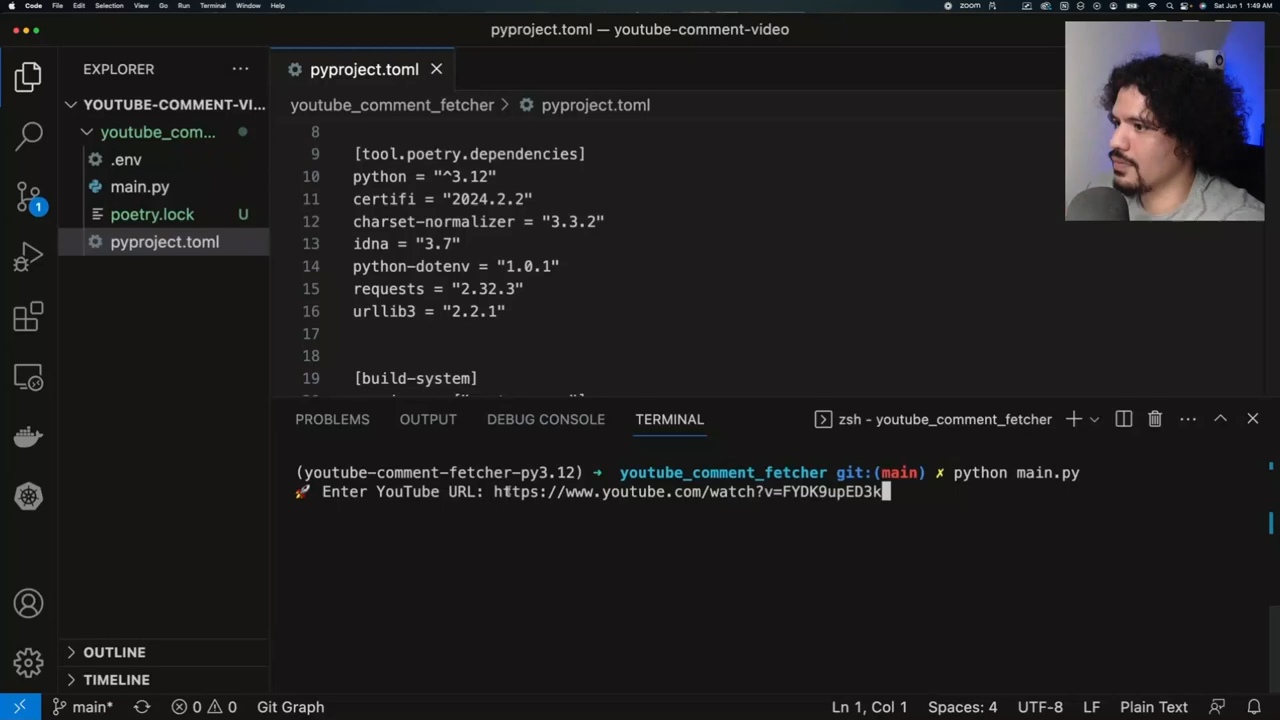 Code File Edit Selection View Go Run Terminal Window Help zoom Sat Jun 1 1:49 AM
pyproject.toml — youtube-comment-video
EXPLORER ···
pyproject.toml
YOUTUBE-COMMENT-VI...
youtube_com...
.env
main.py
poetry.lock U
pyproject.toml
1
youtube_comment_fetcher > pyproject.toml
8
9 [tool.poetry.dependencies]
10 python = "^3.12"
11 certifi = "2024.2.2"
12 charset-normalizer = "3.3.2"
13 idna = "3.7"
14 python-dotenv = "1.0.1"
15 requests = "2.32.3"
16 urllib3 = "2.2.1"
17
18
19 [build-system]
PROBLEMS OUTPUT DEBUG CONSOLE TERMINAL zsh - youtube_comment_fetcher
(youtube-comment-fetcher-py3.12) → youtube_comment_fetcher git:(main) ✗ python main.py
🚀 Enter YouTube URL: https://www.youtube.com/watch?v=FYDK9upED3k
OUTLINE
TIMELINE
main* 0 0 Git Graph Ln 1, Col 1 Spaces: 4 UTF-8 LF Plain Text